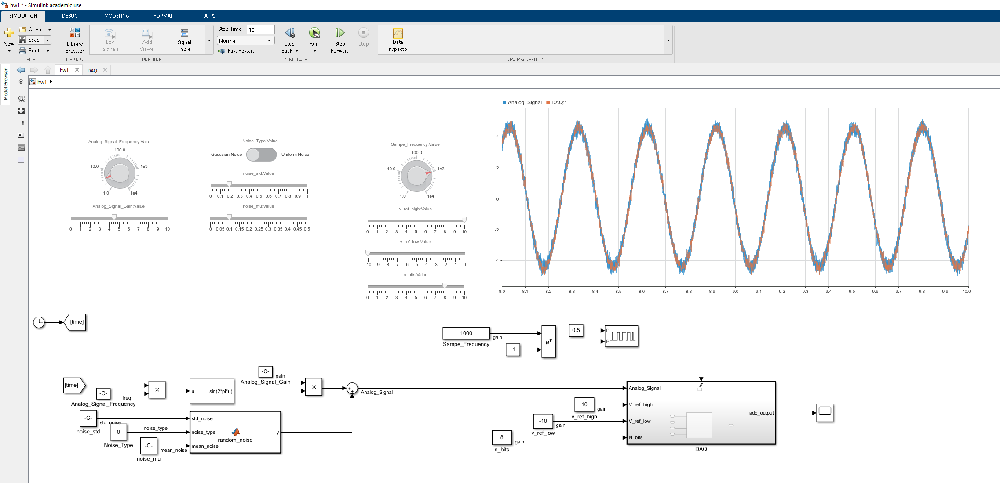 hw1 * - Simulink academic use
SIMULATION DEBUG MODELING FORMAT APPS
New
Open
Save
Print
FILE
Library Browser
LIBRARY
Log Signals
Add Viewer
Signal Table
PREPARE
Stop Time 10
Normal
Fast Restart
Step Back
Run
Step Forward
Stop
SIMULATE
Data Inspector
REVIEW RESULTS
Model Browser
hw1 DAQ
hw1
Analog_Signal_Frequency:Valu
1.0 10.0 100.0 1e3 1e4
Analog_Signal_Gain:Value
0 1 2 3 4 5 6 7 8 9 10
Noise_Type:Value
Gaussian Noise Uniform Noise
noise_std:Value
0 0.1 0.2 0.3 0.4 0.5 0.6 0.7 0.8 0.9 1
noise_mu:Value
0 0.05 0.1 0.15 0.2 0.25 0.3 0.35 0.4 0.45 0.5
Sampe_Frequency:Value
1.0 10.0 100.0 1e3 1e4
v_ref_high:Value
0 1 2 3 4 5 6 7 8 9 10
v_ref_low:Value
-10 -9 -8 -7 -6 -5 -4 -3 -2 -1 0
n_bits:Value
0 1 2 3 4 5 6 7 8 9 10
Analog_Signal DAQ:1
4
2
0
-2
-4
8.0 8.1 8.2 8.3 8.4 8.5 8.6 8.7 8.8 8.9 9.0 9.1 9.2 9.3 9.4 9.5 9.6 9.7 9.8 9.9 10.0
[time]
1000
gain
Sampe_Frequency
-1
u^v
0.5
D
P
[time]
-C-
freq
Analog_Signal_Frequency
×
u sin(2*pi*u)
-C-
gain
Analog_Signal_Gain
×
Analog_Signal
-C-
std_noise
noise_std
0
noise_type
Noise_Type
-C-
mean_noise
noise_mu
std_noise
noise_type
mean_noise
random_noise
y
10
gain
v_ref_high
-10
gain
v_ref_low
8
gain
n_bits
Analog_Signal
V_ref_high
V_ref_low
N_bits
adc_output
DAQ